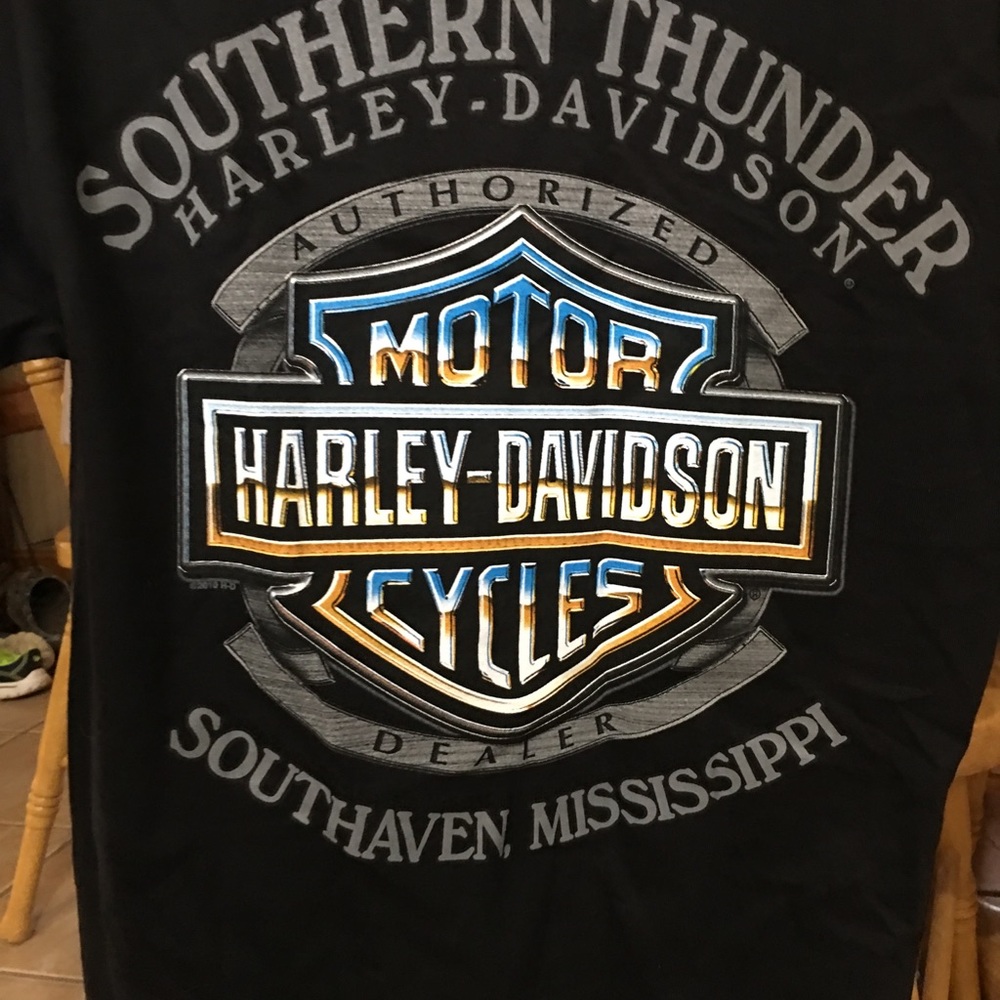 SOUTHERN THUNDER
HARLEY-DAVIDSON®
AUTHORIZED
MOTOR
HARLEY-DAVIDSON
CYCLES
®
DEALER
SOUTHAVEN, MISSISSIPPI